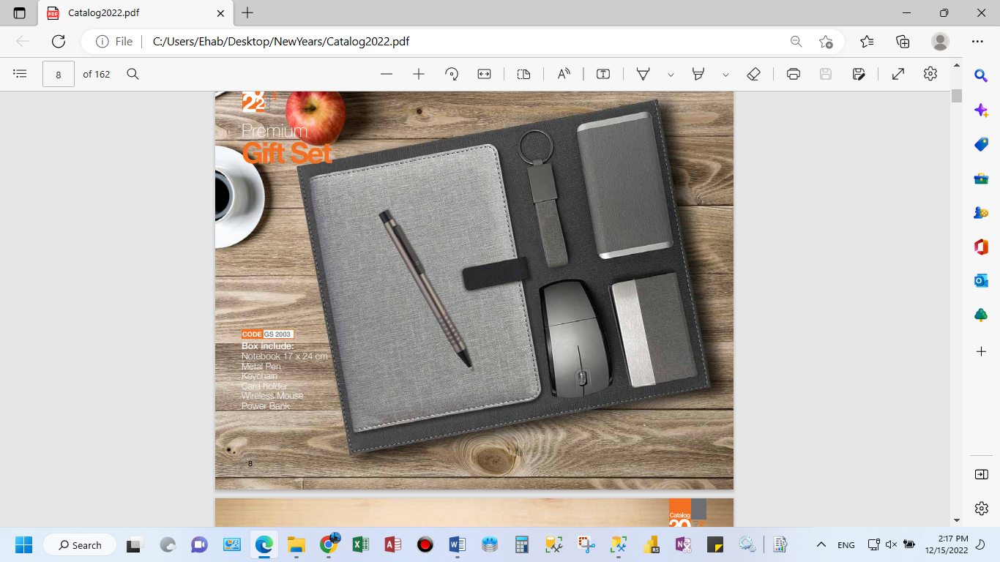 Catalog2022.pdf
File
C:/Users/Ehab/Desktop/NewYears/Catalog2022.pdf
8 of 162
22
Premium
Gift Set
CODE GS 2003
Box include:
Notebook 17 x 24 cm
Metal Pen
Keychain
Card holder
Wireless Mouse
Power Bank
8
Catalog
20
Search
ENG
2:17 PM
12/15/2022